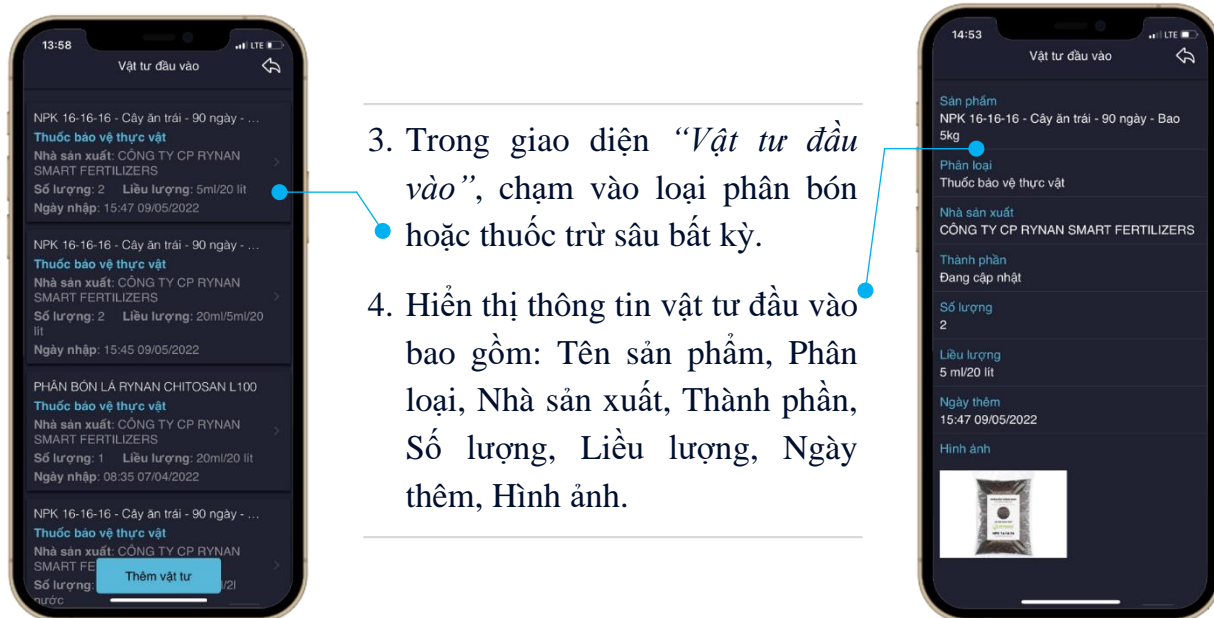 13:58
LTE
Vật tư đầu vào
NPK 16-16-16 - Cây ăn trái - 90 ngày - ...
Thuốc bảo vệ thực vật
Nhà sản xuất: CÔNG TY CP RYNAN
SMART FERTILIZERS
Số lượng: 2 Liều lượng: 5ml/20 lít
Ngày nhập: 15:47 09/05/2022
NPK 16-16-16 - Cây ăn trái - 90 ngày - ...
Thuốc bảo vệ thực vật
Nhà sản xuất: CÔNG TY CP RYNAN
SMART FERTILIZERS
Số lượng: 2 Liều lượng: 20ml/5ml/20
lít
Ngày nhập: 15:45 09/05/2022
PHÂN BÓN LÁ RYNAN CHITOSAN L100
Thuốc bảo vệ thực vật
Nhà sản xuất: CÔNG TY CP RYNAN
SMART FERTILIZERS
Số lượng: 1 Liều lượng: 20ml/20 lít
Ngày nhập: 08:35 07/04/2022
NPK 16-16-16 - Cây ăn trái - 90 ngày - ...
Thuốc bảo vệ thực vật
Nhà sản xuất: CÔNG TY CP RYNAN
SMART FE
Số lượng: /2l
nước
Thêm vật tư
3. Trong giao diện “Vật tư đầu
vào”, chạm vào loại phân bón
hoặc thuốc trừ sâu bất kỳ.
4. Hiển thị thông tin vật tư đầu vào
bao gồm: Tên sản phẩm, Phân
loại, Nhà sản xuất, Thành phần,
Số lượng, Liều lượng, Ngày
thêm, Hình ảnh.
14:53
LTE
Vật tư đầu vào
Sản phẩm
NPK 16-16-16 - Cây ăn trái - 90 ngày - Bao
5kg
Phân loại
Thuốc bảo vệ thực vật
Nhà sản xuất
CÔNG TY CP RYNAN SMART FERTILIZERS
Thành phần
Đang cập nhật
Số lượng
2
Liều lượng
5 ml/20 lít
Ngày thêm
15:47 09/05/2022
Hình ảnh
NPK 16-16-16